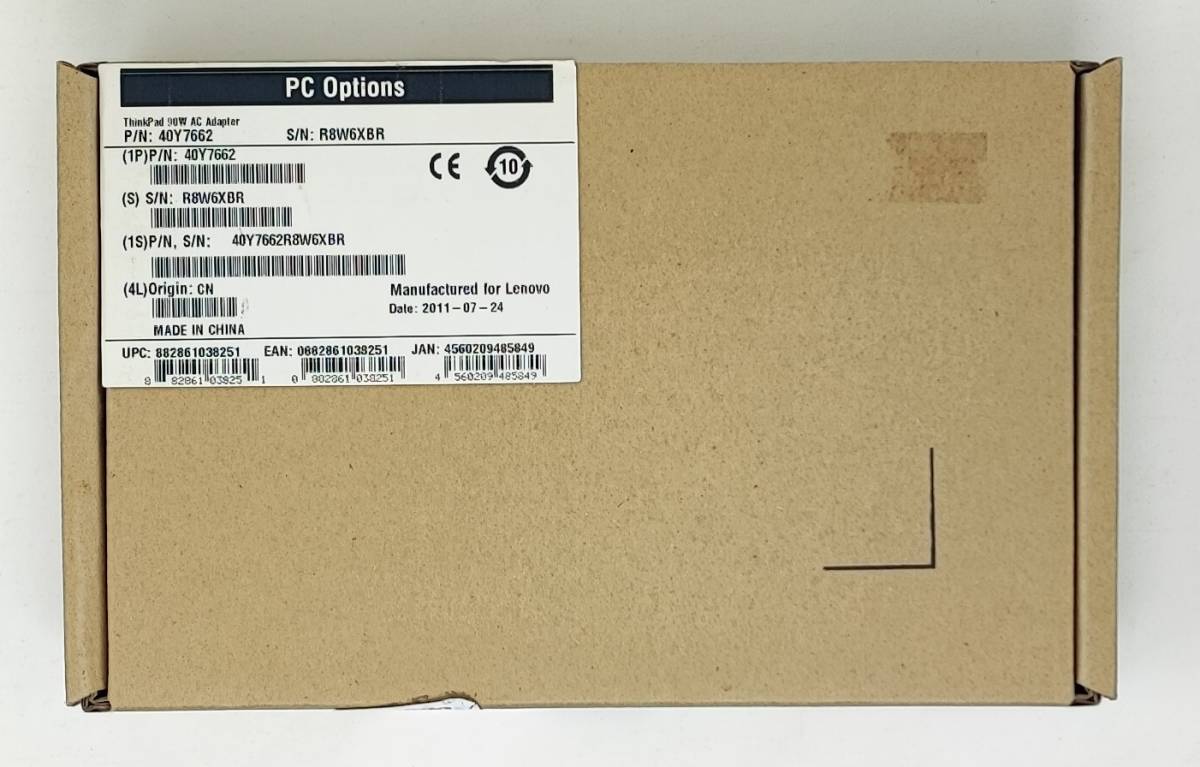 PC Options
ThinkPad 90W AC Adapter
P/N: 40Y7662 S/N: R8W6XBR
(1P)P/N: 40Y7662
CE 10
(S) S/N: R8W6XBR
(1S)P/N, S/N: 40Y7662R8W6XBR
(4L)Origin: CN
Manufactured for Lenovo
Date: 2011-07-24
MADE IN CHINA
UPC: 882861038251 EAN: 0882861038251 JAN: 4560209485849
8 82861 03825 1 0 882861 038251 4 560209 485849